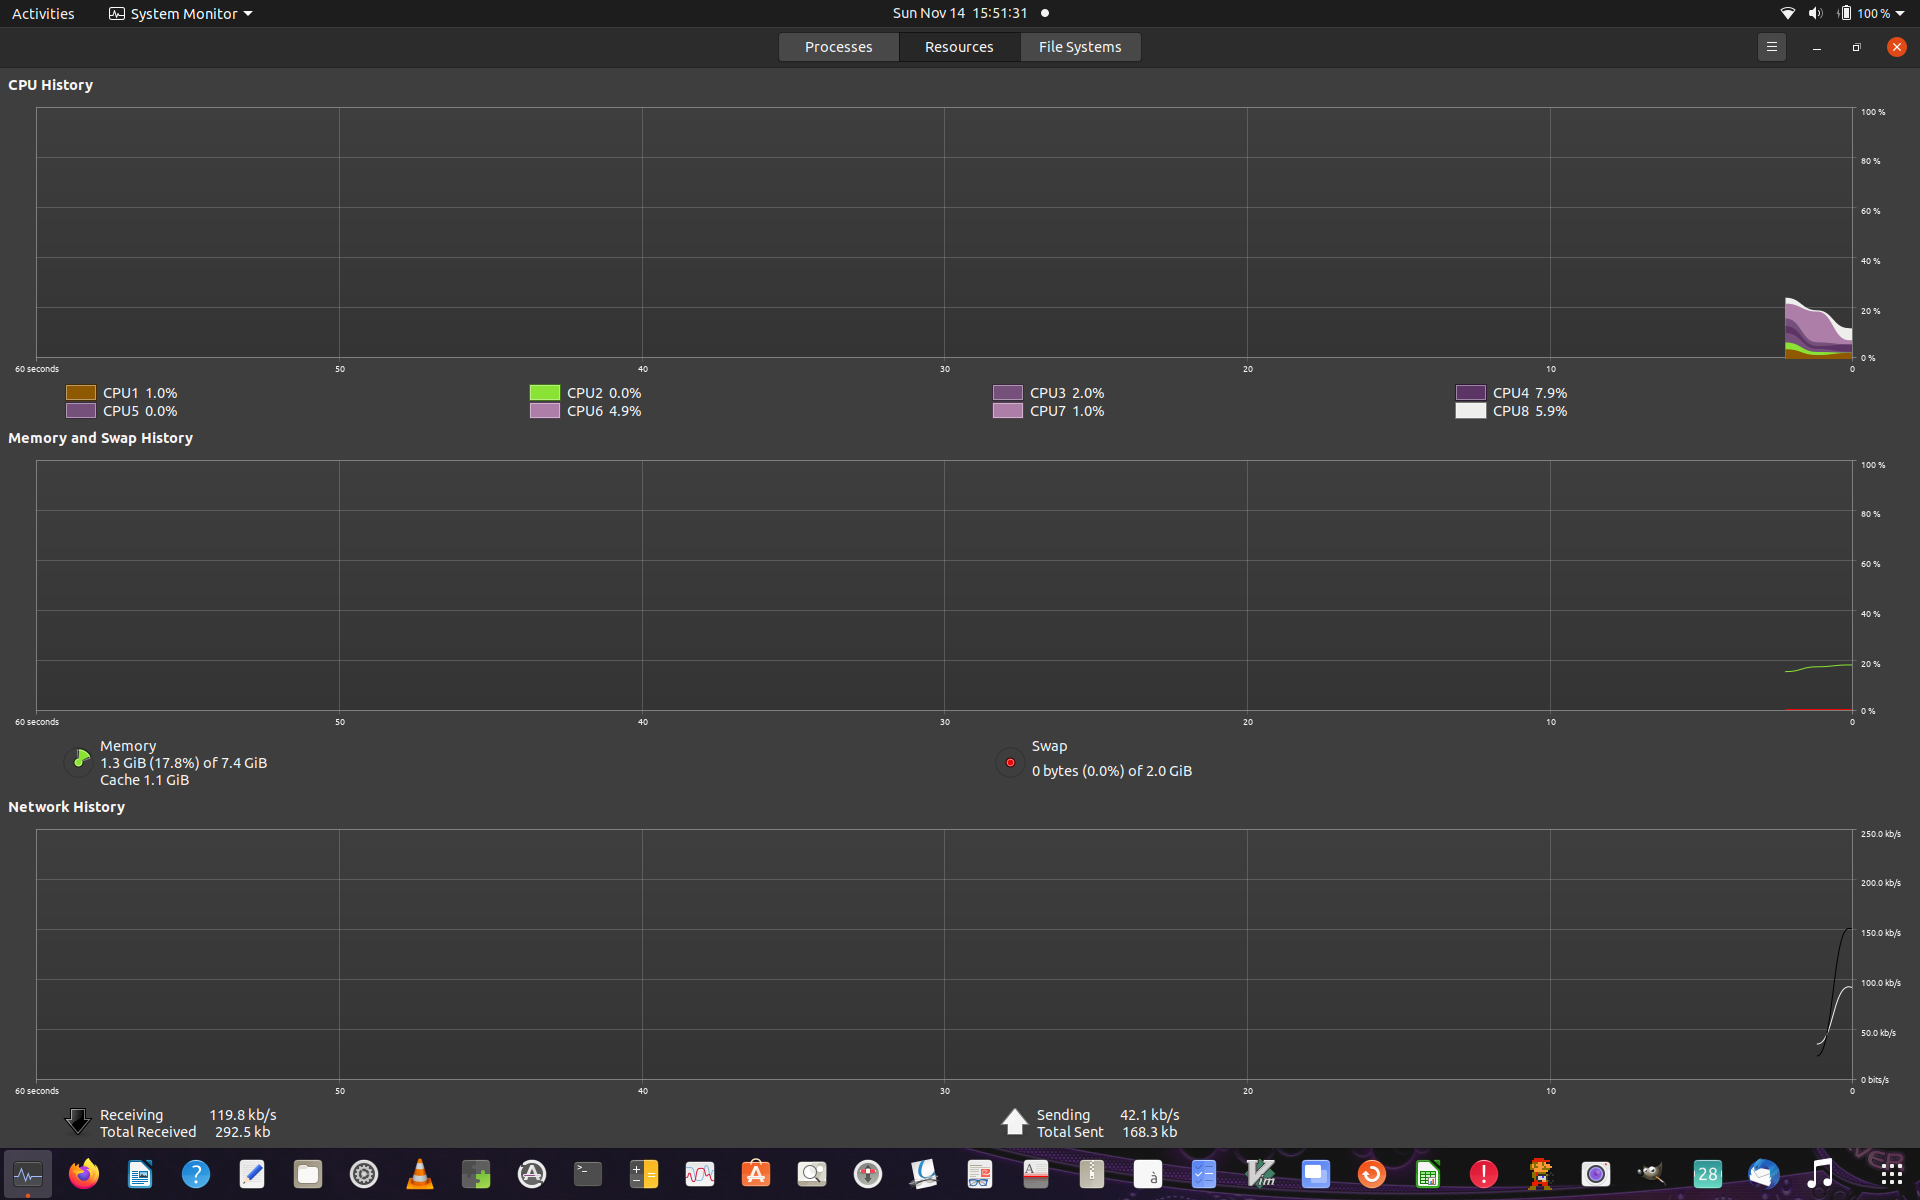 Activities System Monitor Sun Nov 14 15:51:31 100 %
Processes Resources File Systems
CPU History
100 %
80 %
60 %
40 %
20 %
0 %
60 seconds 50 40 30 20 10 0
CPU1 1.0% CPU2 0.0% CPU3 2.0% CPU4 7.9%
CPU5 0.0% CPU6 4.9% CPU7 1.0% CPU8 5.9%
Memory and Swap History
100 %
80 %
60 %
40 %
20 %
0 %
60 seconds 50 40 30 20 10 0
Memory Swap
1.3 GiB (17.8%) of 7.4 GiB 0 bytes (0.0%) of 2.0 GiB
Cache 1.1 GiB
Network History
250.0 kb/s
200.0 kb/s
150.0 kb/s
100.0 kb/s
50.0 kb/s
0 bits/s
60 seconds 50 40 30 20 10 0
Receiving 119.8 kb/s Sending 42.1 kb/s
Total Received 292.5 kb Total Sent 168.3 kb
? >_ A à Vim ! 28